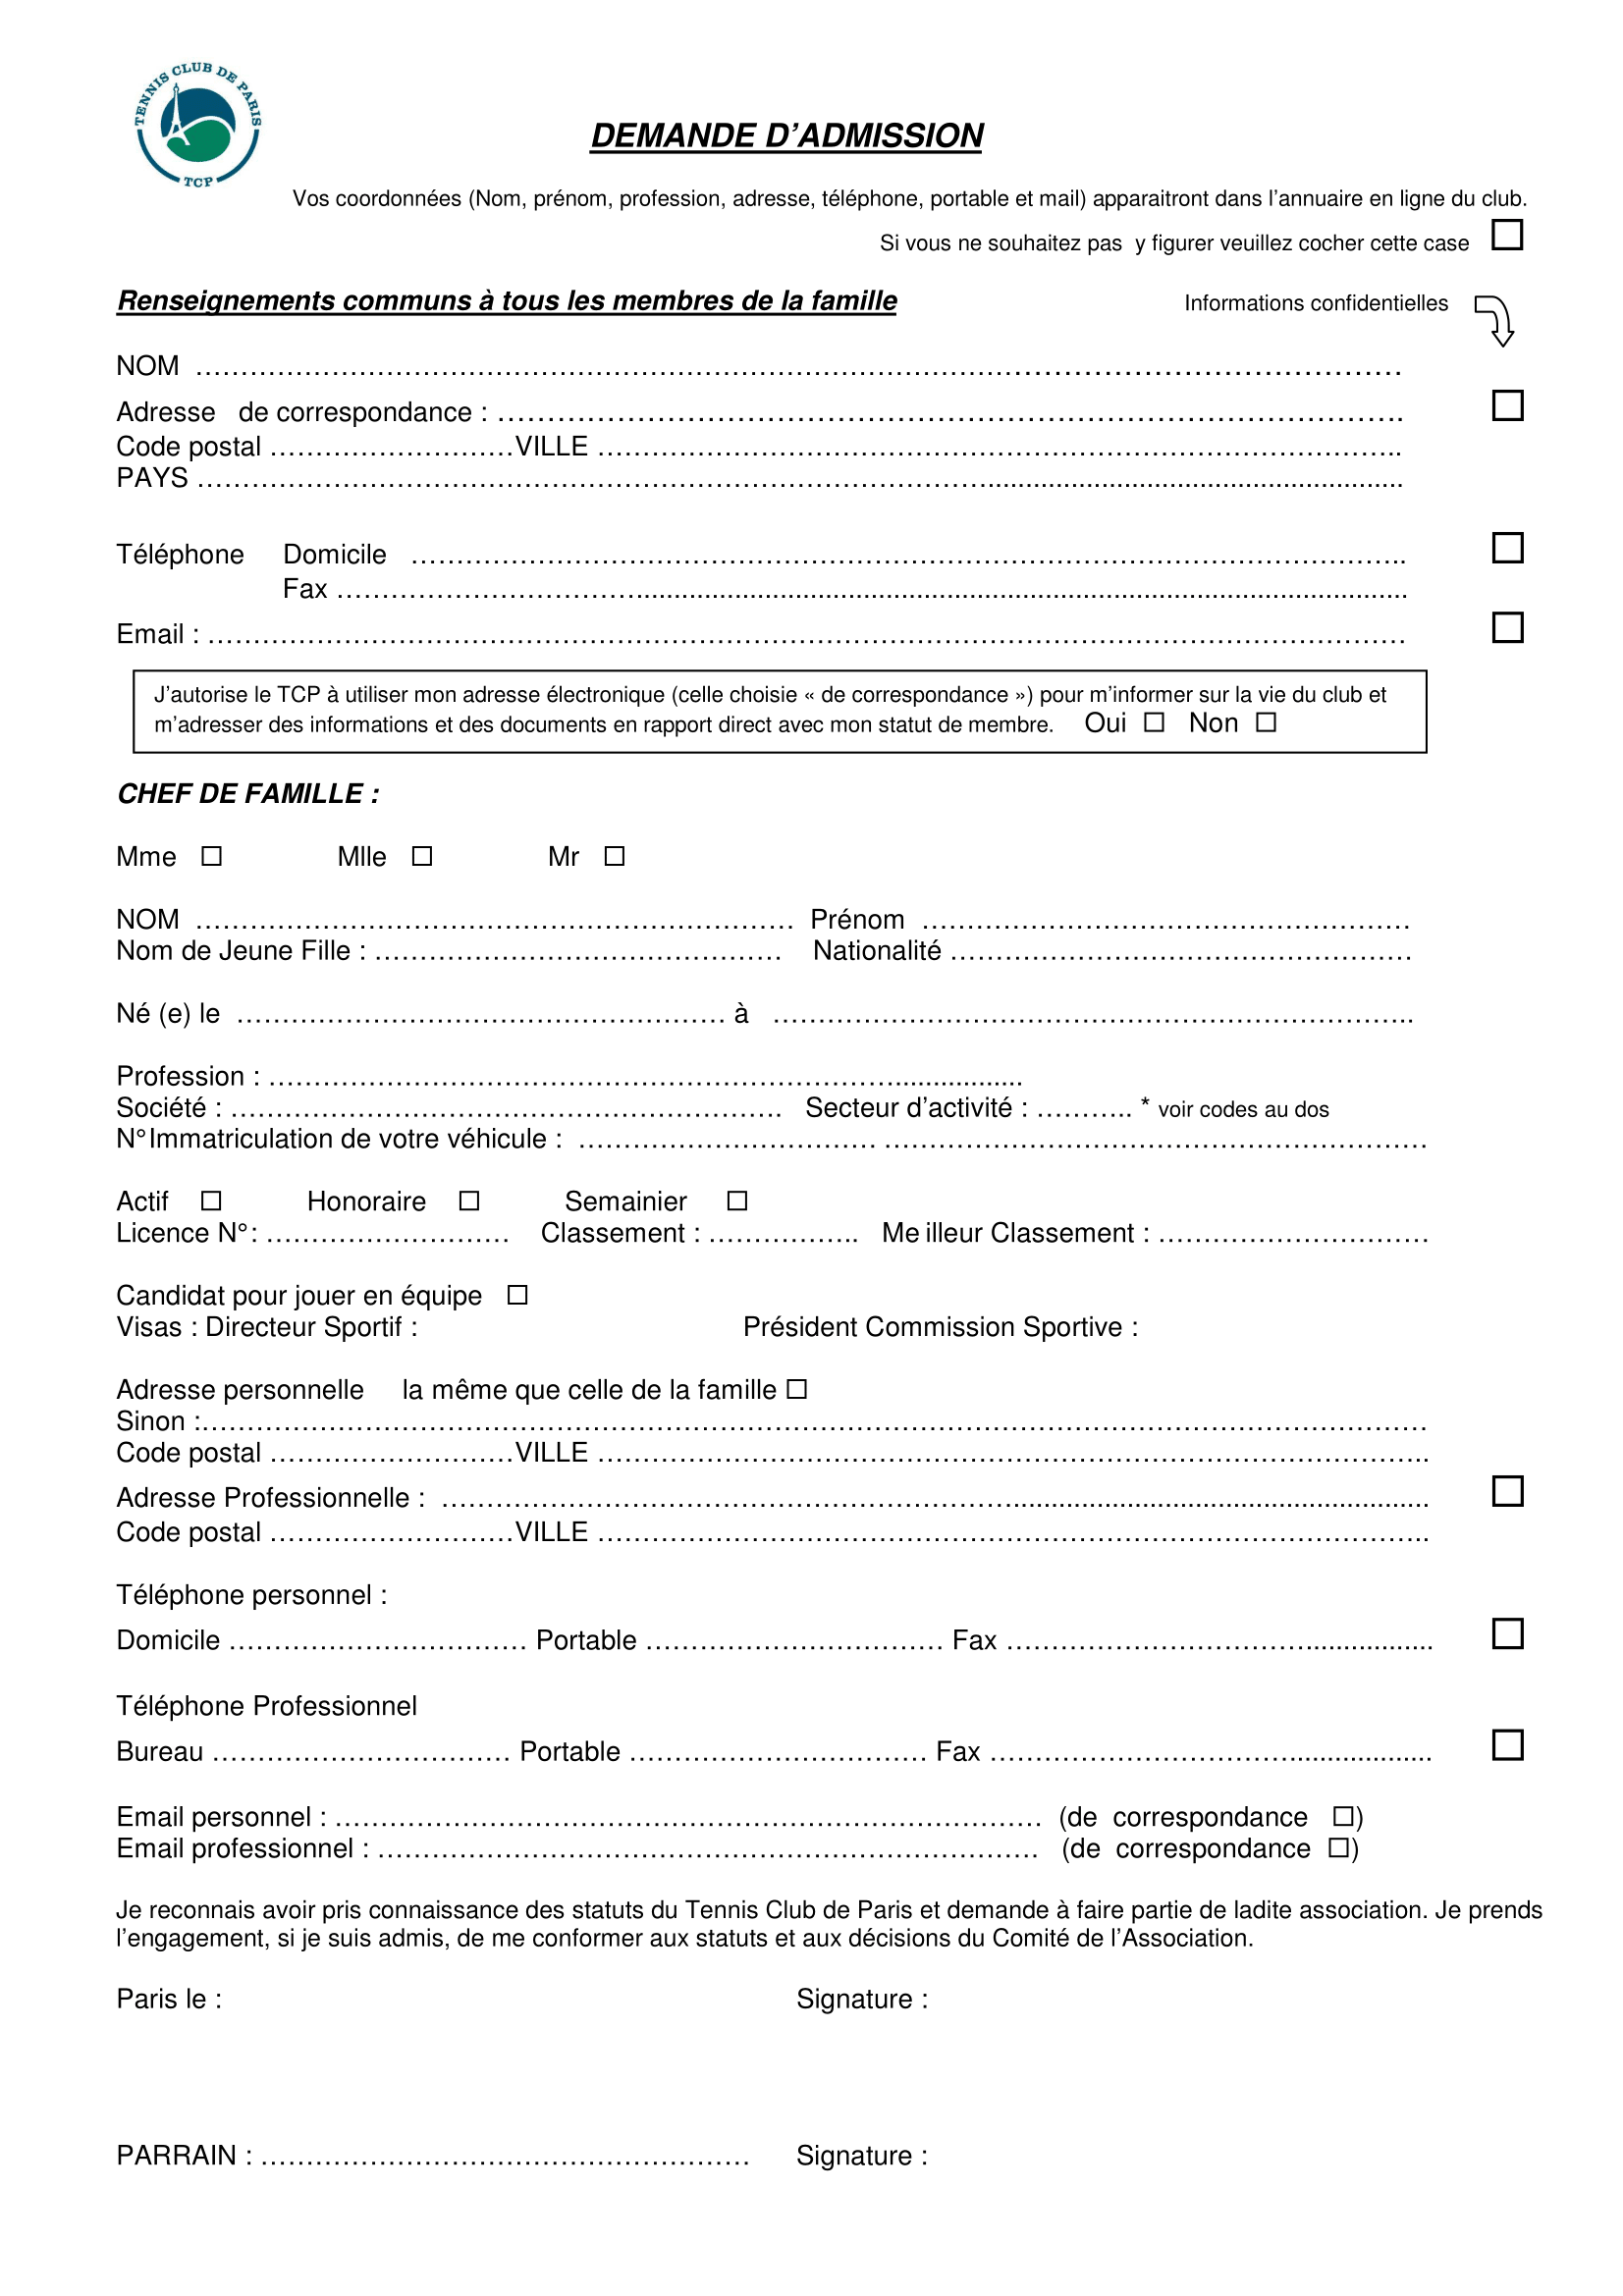 TENNIS CLUB DE PARIS
TCP
DEMANDE D’ADMISSION
Vos coordonnées (Nom, prénom, profession, adresse, téléphone, portable et mail) apparaitront dans l’annuaire en ligne du club.
Si vous ne souhaitez pas y figurer veuillez cocher cette case ☐
Renseignements communs à tous les membres de la famille Informations confidentielles
NOM ……………………………………………………………………………………
Adresse de correspondance : ……………………………………………………………………. ☐
Code postal ………………………VILLE ……………………………………………………………..
PAYS ……………………………………………………………......................................
Téléphone Domicile …………………………………………………………………………….. ☐
Fax ……………………………......................................................................
Email : …………………………………………………………………………………… ☐
J’autorise le TCP à utiliser mon adresse électronique (celle choisie « de correspondance ») pour m’informer sur la vie du club et
m’adresser des informations et des documents en rapport direct avec mon statut de membre. Oui ☐ Non ☐
CHEF DE FAMILLE :
Mme ☐ Mlle ☐ Mr ☐
NOM ………………………………………………………… Prénom ………………………………………………
Nom de Jeune Fille : ……………………………………… Nationalité ……………………………………………
Né (e) le ……………………………………………… à ……………………………………………………………..
Profession : ……………………………………………………………................
Société : ……………………………………………………. Secteur d’activité : ……….. * voir codes au dos
N°Immatriculation de votre véhicule : …………………………… ……………………………………………………
Actif ☐ Honoraire ☐ Semainier ☐
Licence N°: ……………………… Classement : …………….. Me illeur Classement : …………………………
Candidat pour jouer en équipe ☐
Visas : Directeur Sportif : Président Commission Sportive :
Adresse personnelle la même que celle de la famille ☐
Sinon :………………………………………………………………………………………………
Code postal ………………………VILLE ………………………………………………………………..
Adresse Professionnelle : ………………………………………………………...................................... ☐
Code postal ………………………VILLE ………………………………………………………………..
Téléphone personnel :
Domicile …………………………… Portable …………………………… Fax ……………………………............... ☐
Téléphone Professionnel
Bureau …………………………… Portable …………………………… Fax ……………………………................. ☐
Email personnel : …………………………………………………………………… (de correspondance ☐)
Email professionnel : ………………………………………………………………. (de correspondance ☐)
Je reconnais avoir pris connaissance des statuts du Tennis Club de Paris et demande à faire partie de ladite association. Je prends
l’engagement, si je suis admis, de me conformer aux statuts et aux décisions du Comité de l’Association.
Paris le : Signature :
PARRAIN : ……………………………………………… Signature :